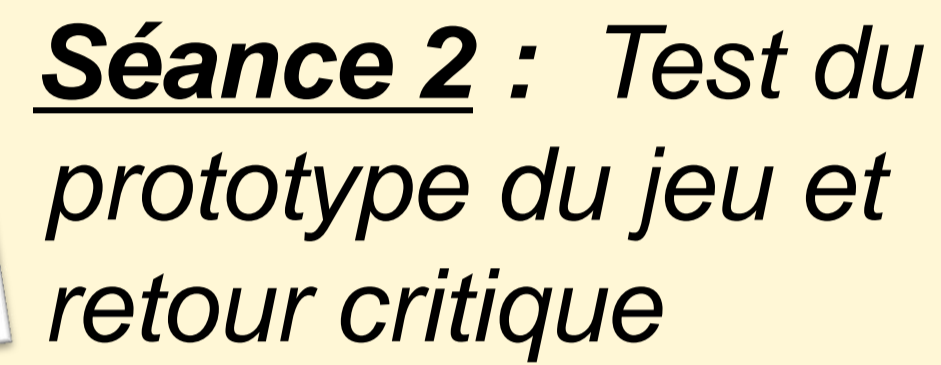 Séance 2 : Test du
prototype du jeu et
retour critique